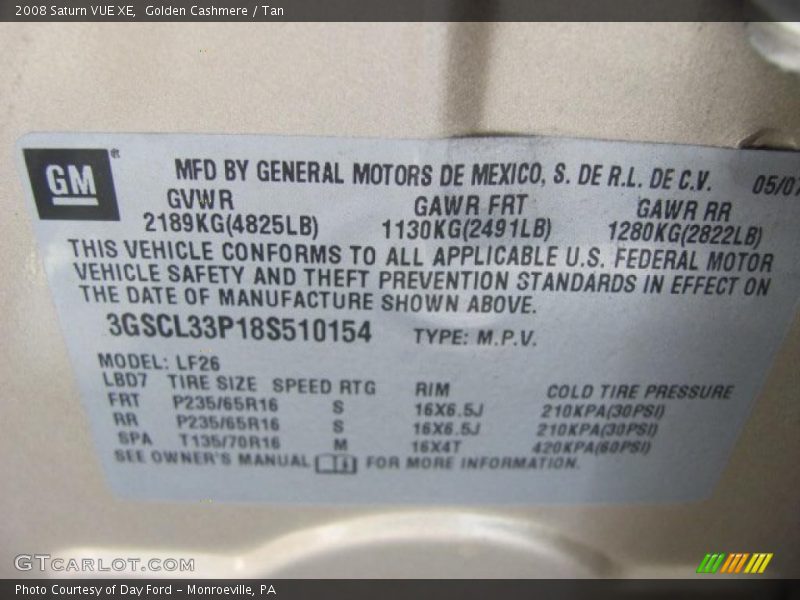 2008 Saturn VUE XE,  Golden Cashmere / Tan
GM
MFD BY GENERAL MOTORS DE MEXICO, S. DE R.L. DE C.V. 05/07
GVWR GAWR FRT GAWR RR
2189KG(4825LB) 1130KG(2491LB) 1280KG(2822LB)
THIS VEHICLE CONFORMS TO ALL APPLICABLE U.S. FEDERAL MOTOR
VEHICLE SAFETY AND THEFT PREVENTION STANDARDS IN EFFECT ON
THE DATE OF MANUFACTURE SHOWN ABOVE.
3GSCL33P18S510154 TYPE: M.P.V.
MODEL: LF26
LBD7 TIRE SIZE SPEED RTG RIM COLD TIRE PRESSURE
FRT P235/65R16 S 16X6.5J 210KPA(30PSI)
RR P235/65R16 S 16X6.5J 210KPA(30PSI)
SPA T135/70R16 M 16X4T 420KPA(60PSI)
SEE OWNER'S MANUAL FOR MORE INFORMATION.
GTCARLOT.COM
Photo Courtesy of Day Ford – Monroeville, PA